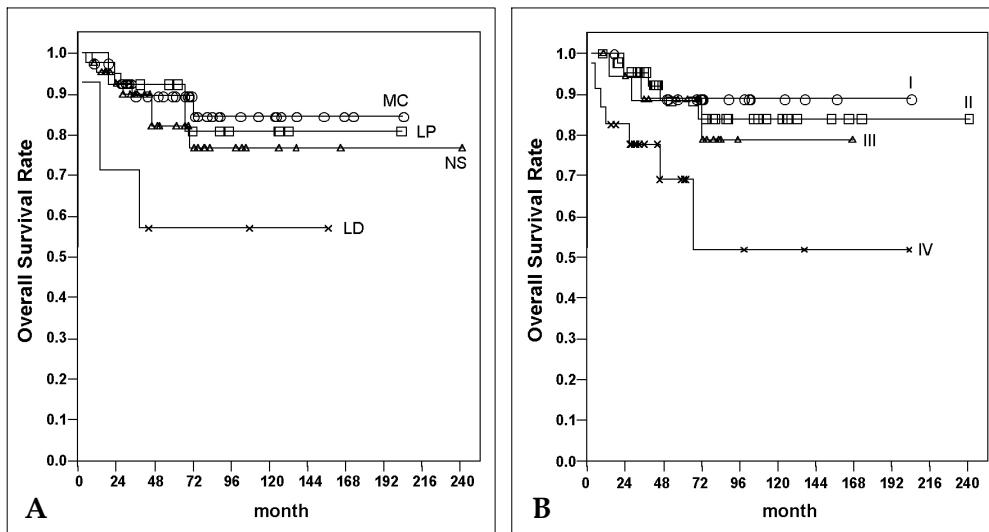 1.0
0.9
0.8
0.7
0.6
0.5
0.4
0.3
0.2
0.1
0.0
Overall Survival Rate
MC
LP
NS
LD
0 24 48 72 96 120 144 168 192 216 240
month
A
1.0
0.9
0.8
0.7
0.6
0.5
0.4
0.3
0.2
0.1
0.0
Overall Survival Rate
I
II
III
IV
0 24 48 72 96 120 144 168 192 216 240
month
B